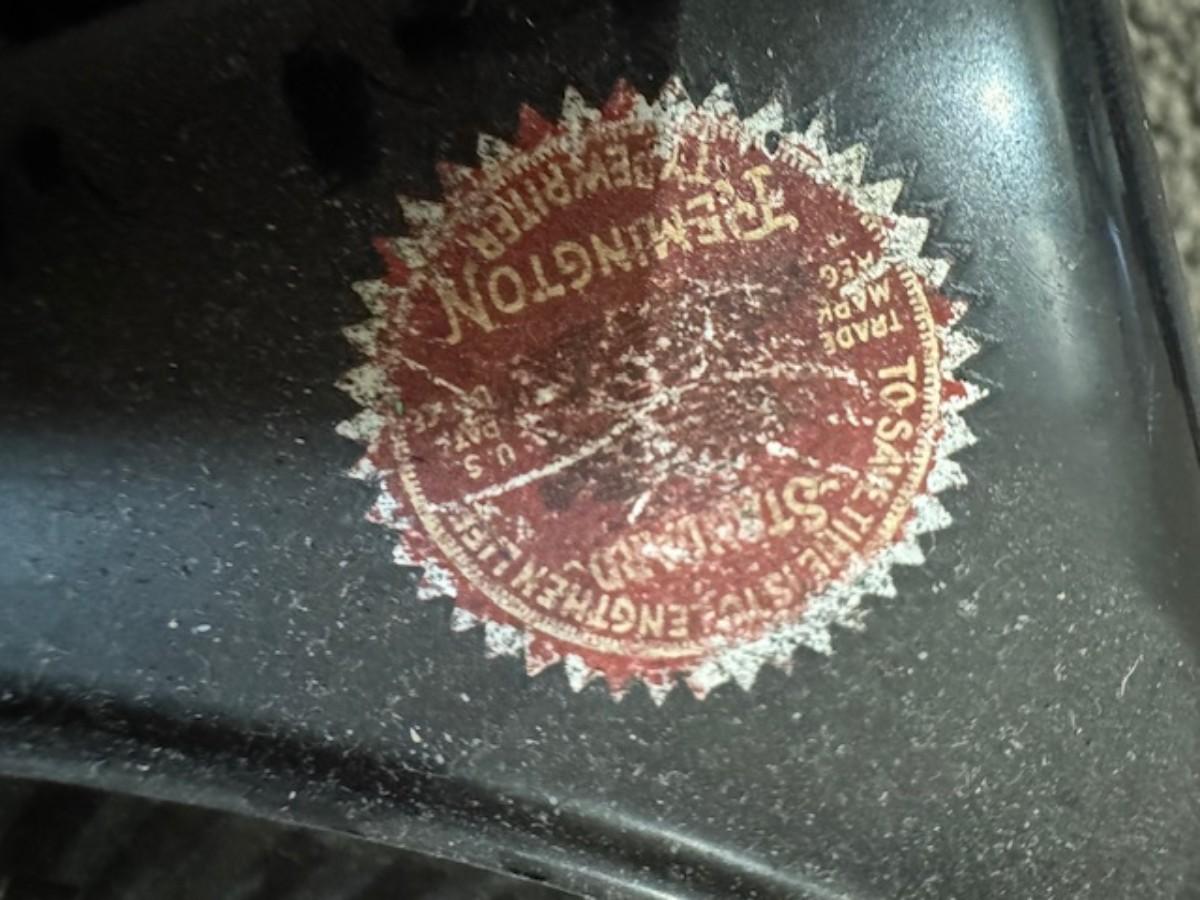 TO SAVE TIME IS TO LENGTHEN LIFE
STANDARD
TRADE
MARK
REG.
U.S.
PAT.
REMINGTON
TYPEWRITER